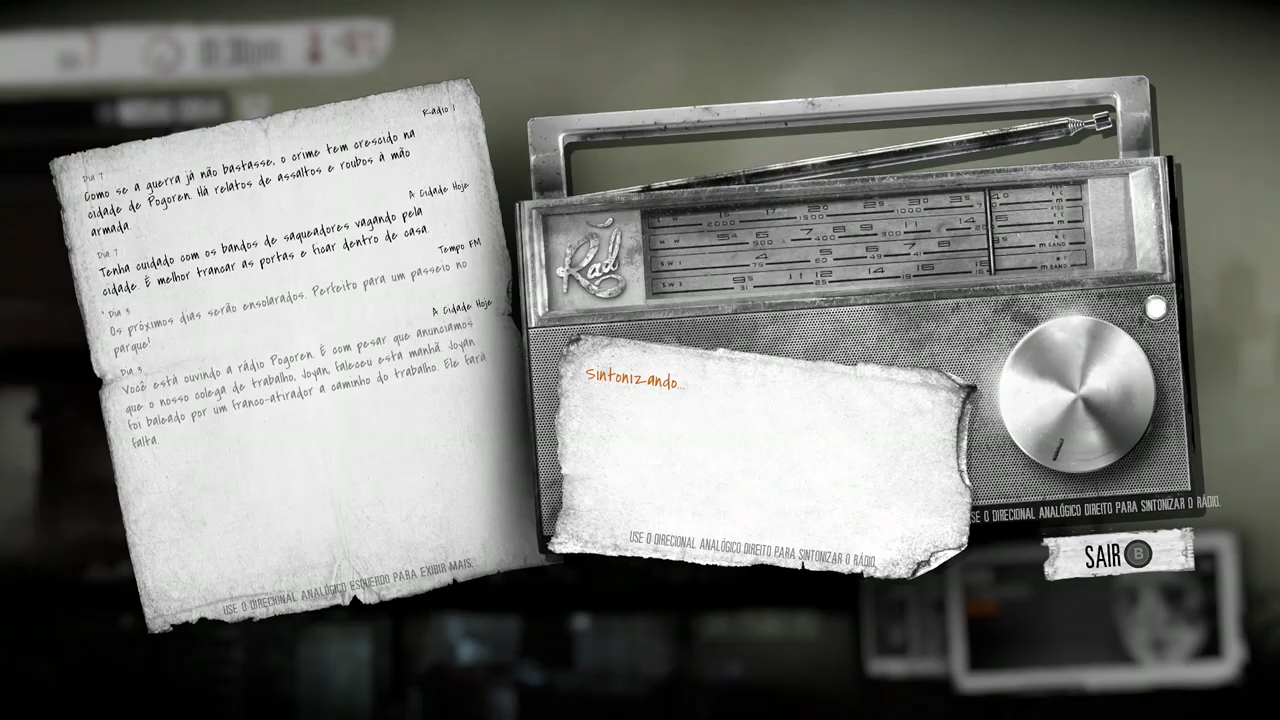 Rádio 1
Dia 7
Como se a guerra já não bastasse, o crime tem crescido na
cidade de Pogoren. Há relatos de assaltos e roubos à mão
armada.
A Cidade Hoje
Dia 7
Tenha cuidado com os bandos de saqueadores vagando pela
cidade. É melhor trancar as portas e ficar dentro de casa.
Tempo FM
Dia 3
Os próximos dias serão ensolarados. Perfeito para um passeio no
parque!
A Cidade Hoje
Dia 3
Você está ouvindo a rádio Pogoren. É com pesar que anunciamos
que o nosso colega de trabalho, Joyan, faleceu esta manhã. Joyan
foi baleado por um franco-atirador a caminho do trabalho. Ele fará
falta.
USE O DIRECIONAL ANALÓGICO ESQUERDO PARA EXIBIR MAIS.
Rád
Sintonizando...
USE O DIRECIONAL ANALÓGICO DIREITO PARA SINTONIZAR O RÁDIO.
SE O DIRECIONAL ANALÓGICO DIREITO PARA SINTONIZAR O RÁDIO.
SAIR B